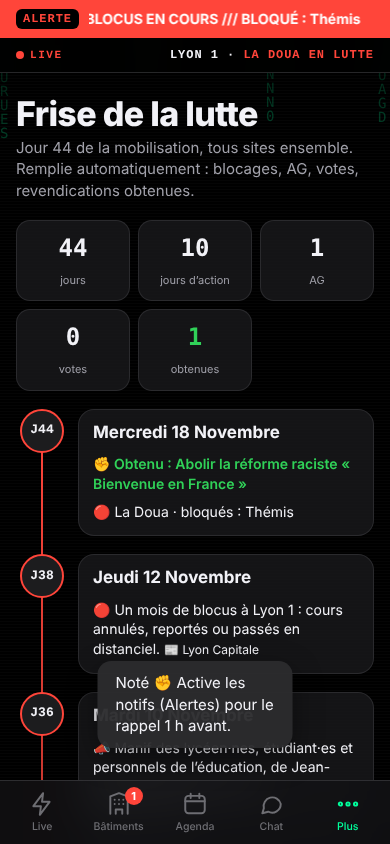 ALERTE BLOCUS EN COURS /// BLOQUÉ : Thémis
LIVE LYON 1 · LA DOUA EN LUTTE
Frise de la lutte
Jour 44 de la mobilisation, tous sites ensemble.
Remplie automatiquement : blocages, AG, votes,
revendications obtenues.
44
jours
10
jours d’action
1
AG
0
votes
1
obtenues
J44
Mercredi 18 Novembre
✊ Obtenu : Abolir la réforme raciste «
Bienvenue en France »
🔴 La Doua · bloqués : Thémis
J38
Jeudi 12 Novembre
🔴 Un mois de blocus à Lyon 1 : cours
annulés, reportés ou passés en
distanciel. 📰 Lyon Capitale
J36
Noté ✊ Active les
notifs (Alertes) pour le
rappel 1 h avant.
personnels de l’éducation, de Jean-
Live
1
Bâtiments
Agenda
Chat
Plus